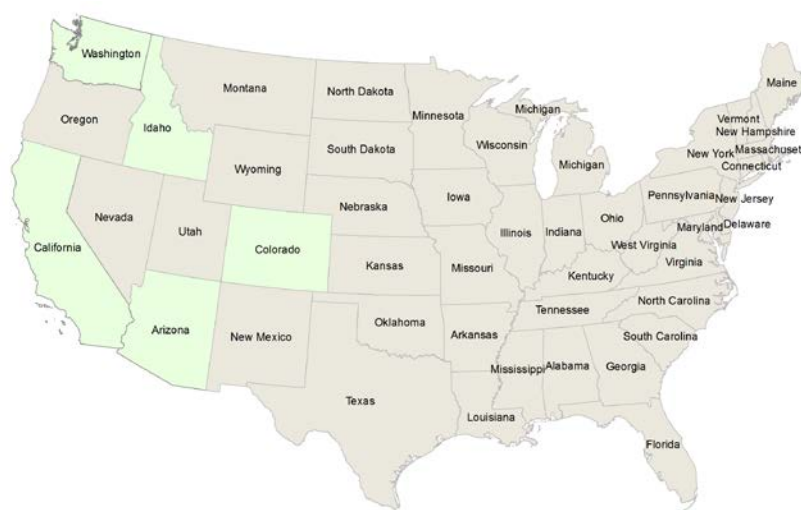 Washington
Maine
Montana
North Dakota
Minnesota
Michigan
Vermont
New Hampshire
Oregon
Idaho
Wisconsin
South Dakota
New York
Massachuset
Connecticut
Michigan
Wyoming
Iowa
Nebraska
Pennsylvania
New Jersey
Nevada
Utah
Colorado
California
Illinois
Indiana
Ohio
Maryland
Delaware
West Virginia
Virginia
Kansas
Missouri
Kentucky
North Carolina
Tennessee
Arizona
New Mexico
Oklahoma
Arkansas
South Carolina
Mississippi
Alabama
Georgia
Texas
Louisiana
Florida